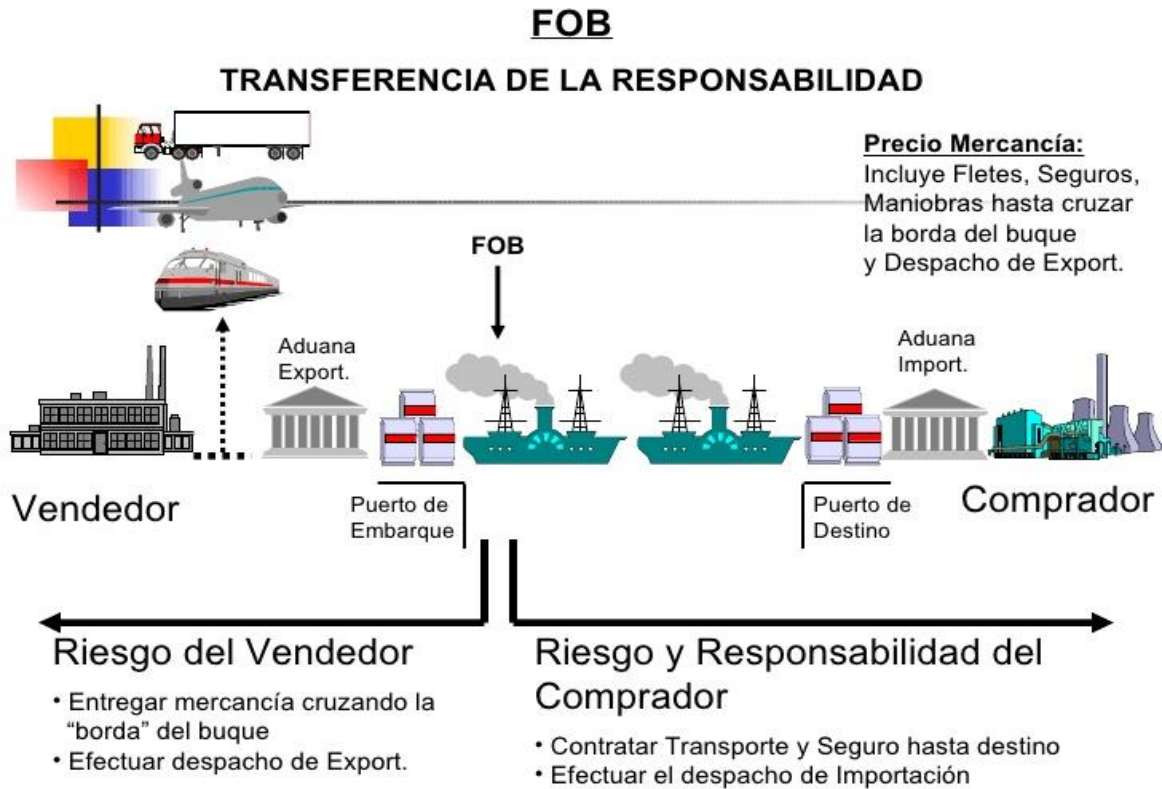 FOB
TRANSFERENCIA DE LA RESPONSABILIDAD
Precio Mercancía:
Incluye Fletes, Seguros,
Maniobras hasta cruzar
la borda del buque
y Despacho de Export.
FOB
Aduana
Export.
Aduana
Import.
Vendedor
Puerto de
Embarque
Puerto de
Destino
Comprador
Riesgo del Vendedor
• Entregar mercancía cruzando la
“borda” del buque
• Efectuar despacho de Export.
Riesgo y Responsabilidad del
Comprador
• Contratar Transporte y Seguro hasta destino
• Efectuar el despacho de Importación